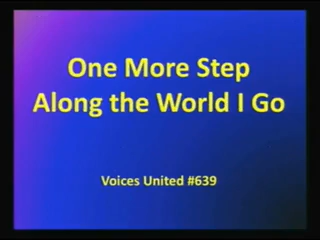 One More Step
Along the World I Go
Voices United #639